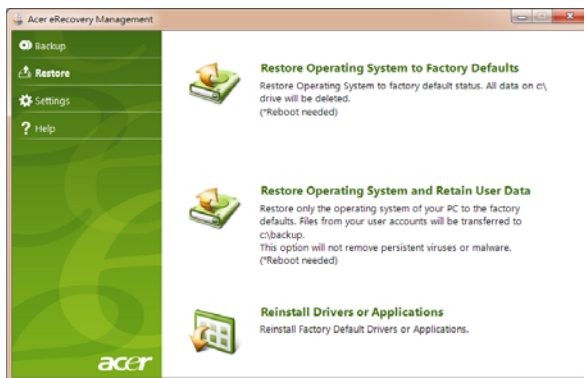 Acer eRecovery Management
Backup
Restore
Settings
? Help
Restore Operating System to Factory Defaults
Restore Operating System to factory default status. All data on c:\
drive will be deleted.
(*Reboot needed)
Restore Operating System and Retain User Data
Restore only the operating system of your PC to the factory
defaults. Files from your user accounts will be transferred to
c:\backup.
This option will not remove persistent viruses or malware.
(*Reboot needed)
Reinstall Drivers or Applications
Reinstall Factory Default Drivers or Applications.
acer